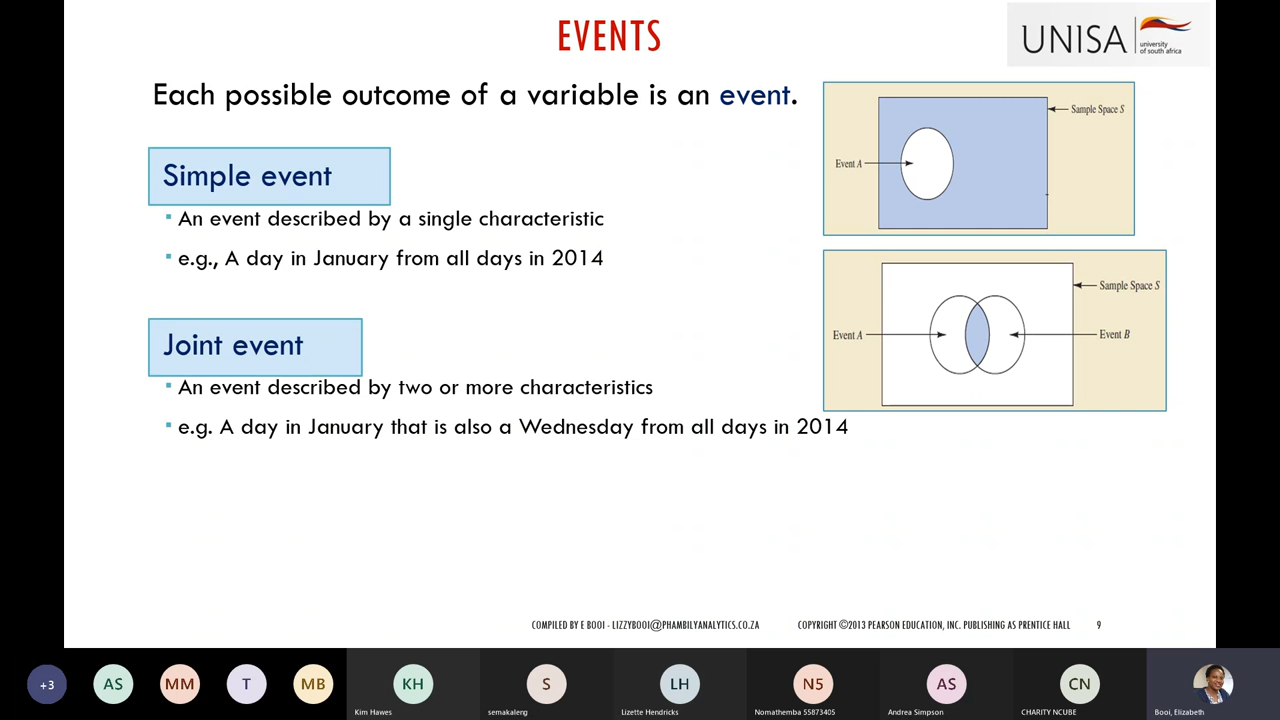 EVENTS
UNISA
university
of south africa
Each possible outcome of a variable is an event.
Sample Space S
Event A
Simple event
An event described by a single characteristic
e.g., A day in January from all days in 2014
Sample Space S
Event A
Event B
Joint event
An event described by two or more characteristics
e.g. A day in January that is also a Wednesday from all days in 2014
COMPILED BY E BOOI - LIZZYBOOI@PHAMBILYANALYTICS.CO.ZA
COPYRIGHT ©2013 PEARSON EDUCATION, INC. PUBLISHING AS PRENTICE HALL
9
+3
AS
MM
T
MB
KH
S
LH
N5
AS
CN
Kim Hawes
semakaleng
Lizette Hendricks
Nomathemba 55873405
Andrea Simpson
CHARITY NCUBE
Booi, Elizabeth